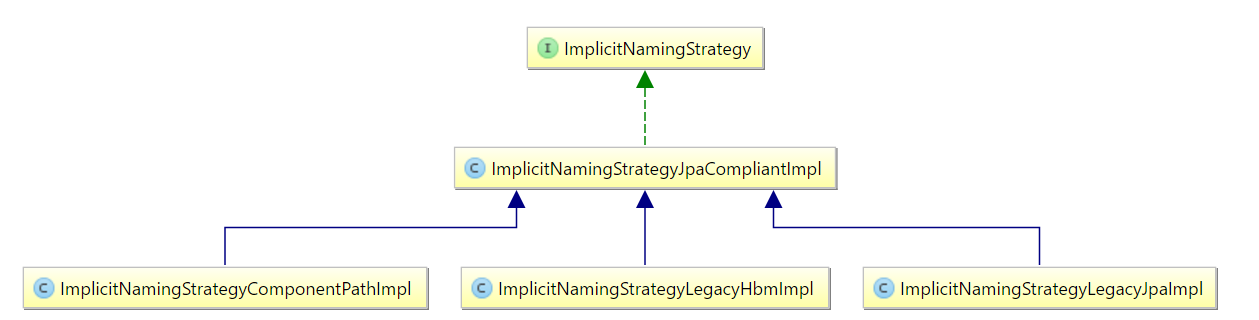 I ImplicitNamingStrategy
C ImplicitNamingStrategyJpaCompliantImpl
C ImplicitNamingStrategyComponentPathImpl
C ImplicitNamingStrategyLegacyHbmImpl
C ImplicitNamingStrategyLegacyJpaImpl